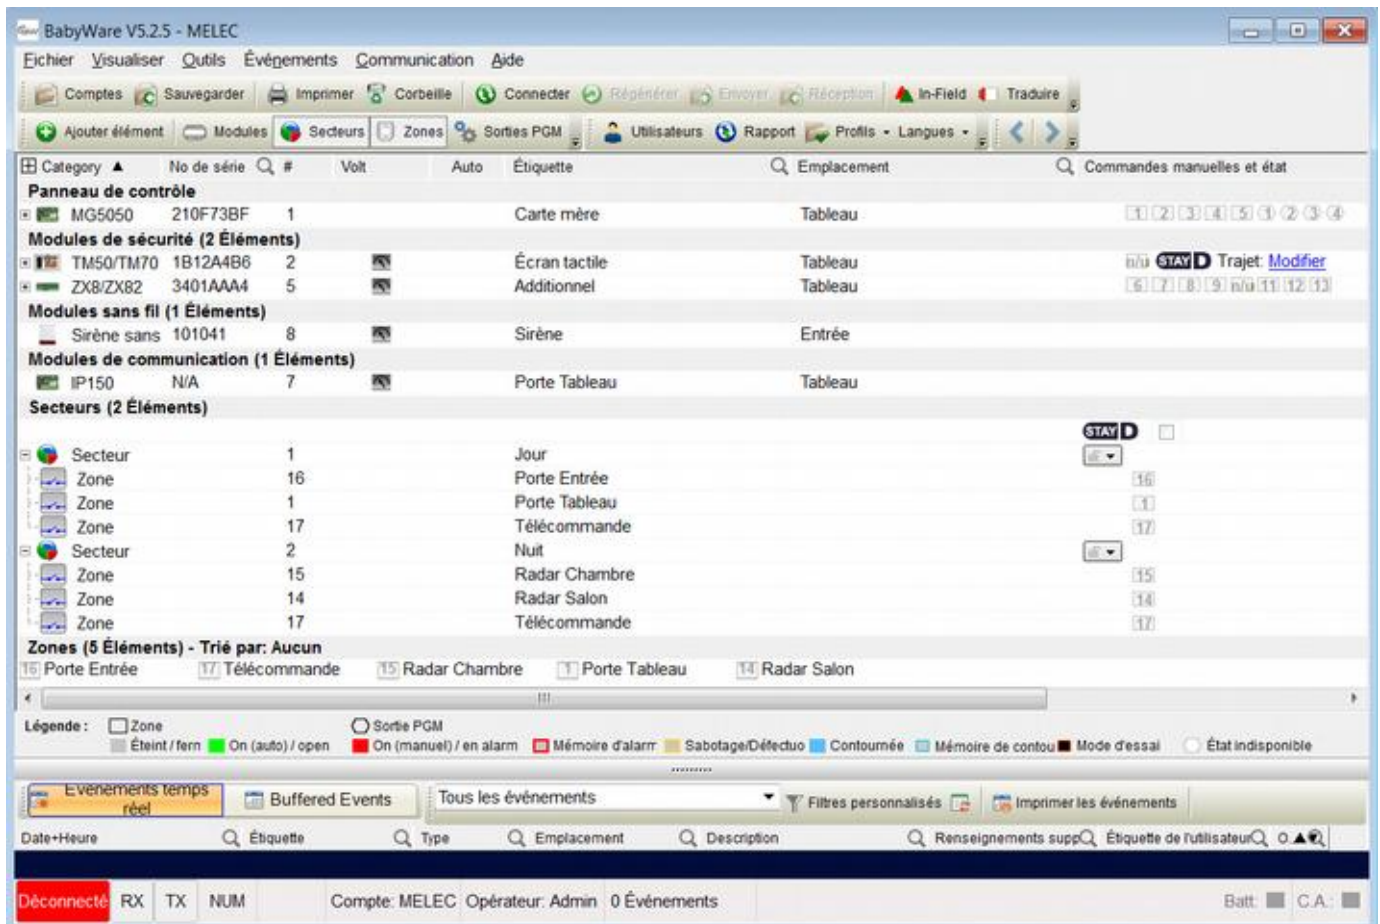 BabyWare V5.2.5 - MELEC
Fichier Visualiser Outils Événements Communication Aide
Comptes Sauvegarder Imprimer Corbeille Connecter Régénérer Envoyer Réception In-Field Traduire
Ajouter élément Modules Secteurs Zones Sorties PGM Utilisateurs Rapport Profils Langues
Category No de série # Volt Auto Étiquette Emplacement Commandes manuelles et état
Panneau de contrôle
MG5050 210F73BF 1 Carte mère Tableau 1 2 3 4 5 1 2 3 4
Modules de sécurité (2 Éléments)
TM50/TM70 1B12A4B6 2 Écran tactile Tableau n/u STAY D Trajet: Modifier
ZX8/ZX82 3401AAA4 5 Additionnel Tableau 6 7 8 9 n/u 11 12 13
Modules sans fil (1 Éléments)
Sirène sans 101041 8 Sirène Entrée
Modules de communication (1 Éléments)
IP150 N/A 7 Porte Tableau Tableau
Secteurs (2 Éléments)
STAY D
Secteur 1 Jour
Zone 16 Porte Entrée 16
Zone 1 Porte Tableau 1
Zone 17 Télécommande 17
Secteur 2 Nuit
Zone 15 Radar Chambre 15
Zone 14 Radar Salon 14
Zone 17 Télécommande 17
Zones (5 Éléments) - Trié par: Aucun
16 Porte Entrée 17 Télécommande 15 Radar Chambre 1 Porte Tableau 14 Radar Salon
Légende : Zone Sortie PGM
Éteint / fern On (auto) / open On (manuel) / en alarm Mémoire d'alarr Sabotage/Défectuo Contournée Mémoire de contou Mode d'essai État indisponible
Événements temps réel Buffered Events Tous les événements Filtres personnalisés Imprimer les événements
Date+Heure Étiquette Type Emplacement Description Renseignements supp Étiquette de l'utilisateur O
Déconnecté RX TX NUM Compte: MELEC Opérateur: Admin 0 Événements Batt: C.A.: